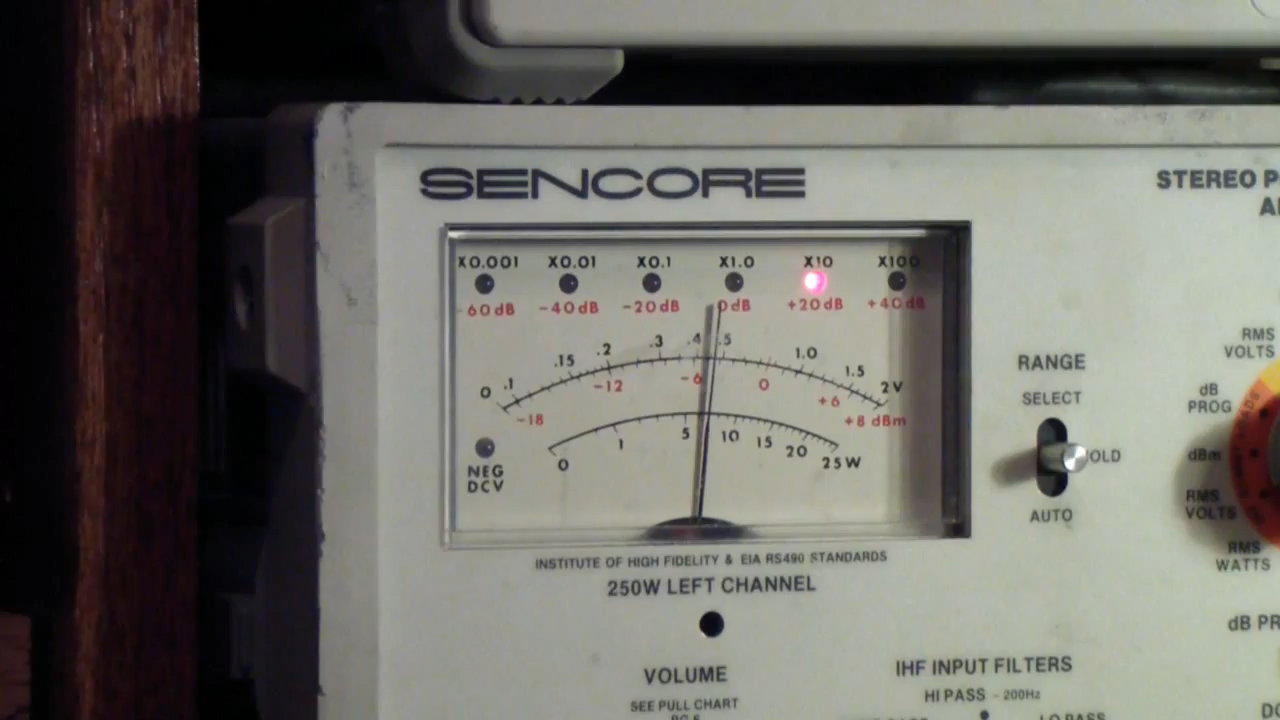 SENCORE
STEREO P
X0.001 X0.01 X0.1 X1.0 X10 X100
-60dB -40dB -20dB 0dB +20dB +40dB
0 .1 .15 .2 .3 .4 .5 1.0 1.5 2V
-18 -12 -6 0 +6 +8 dBm
0 1 5 10 15 20 25W
NEG
DCV
INSTITUTE OF HIGH FIDELITY & EIA RS490 STANDARDS
250W LEFT CHANNEL
VOLUME
SEE PULL CHART
IHF INPUT FILTERS
HI PASS - 200Hz
LO PASS
RANGE
SELECT
OLD
AUTO
RMS
VOLTS
dB
PROG
dBm
RMS
VOLTS
RMS
WATTS
dB PR